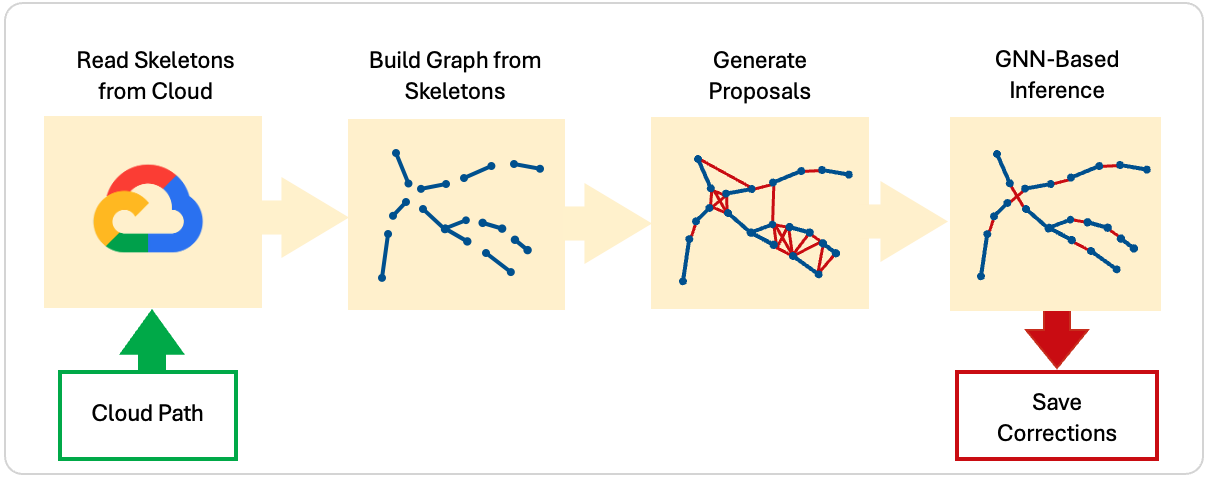 Read Skeletons
from Cloud
Build Graph from
Skeletons
Generate
Proposals
GNN-Based
Inference
Cloud Path
Save
Corrections